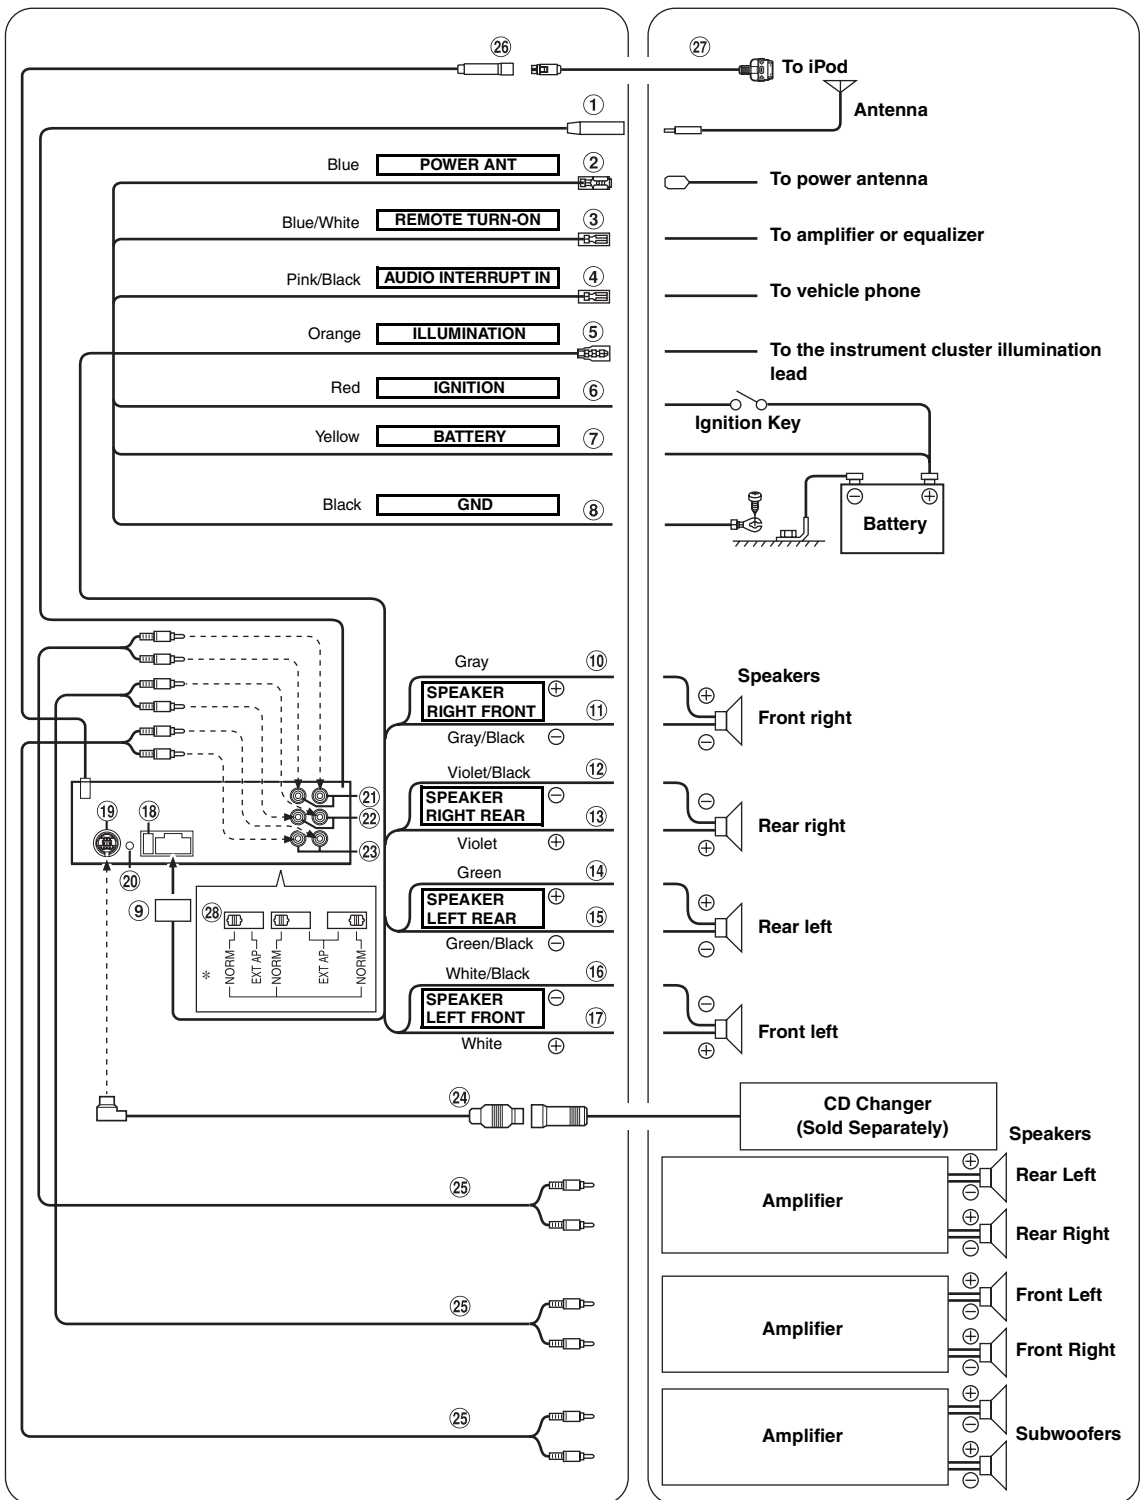 26
27
To iPod
1
Antenna
Blue POWER ANT 2
To power antenna
Blue/White REMOTE TURN-ON 3
To amplifier or equalizer
Pink/Black AUDIO INTERRUPT IN 4
To vehicle phone
Orange ILLUMINATION 5
To the instrument cluster illumination
lead
Red IGNITION 6
Ignition Key
Yellow BATTERY 7
Black GND 8
⊖ ⊕
Battery
Gray 10
SPEAKER ⊕
RIGHT FRONT 11
Gray/Black ⊖
Speakers
⊕
Front right
⊖
Violet/Black 12
SPEAKER ⊖
RIGHT REAR 13
Violet ⊕
⊖
Rear right
⊕
Green 14
SPEAKER ⊕
LEFT REAR 15
Green/Black ⊖
⊕
Rear left
⊖
White/Black 16
SPEAKER ⊖
LEFT FRONT 17
White ⊕
⊖
Front left
⊕
19
18
20
21
22
23
9
28
*
NORM
EXT AP
NORM
EXT AP
NORM
24
CD Changer
(Sold Separately)
Speakers
25
Amplifier
⊕
Rear Left
⊖
⊕
Rear Right
⊖
25
Amplifier
⊕
Front Left
⊖
⊕
Front Right
⊖
25
Amplifier
⊕
⊖
Subwoofers
⊕
⊖